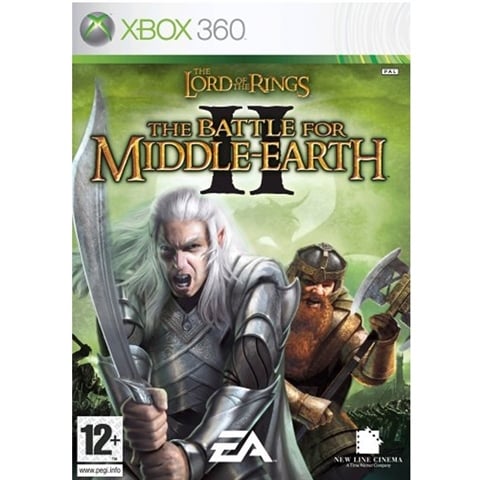 XBOX 360
PAL
THE
LORD OF THE RINGS
II
THE BATTLE FOR
MIDDLE-EARTH
12+
www.pegi.info
EA
NEW LINE CINEMA
A Time Warner Company